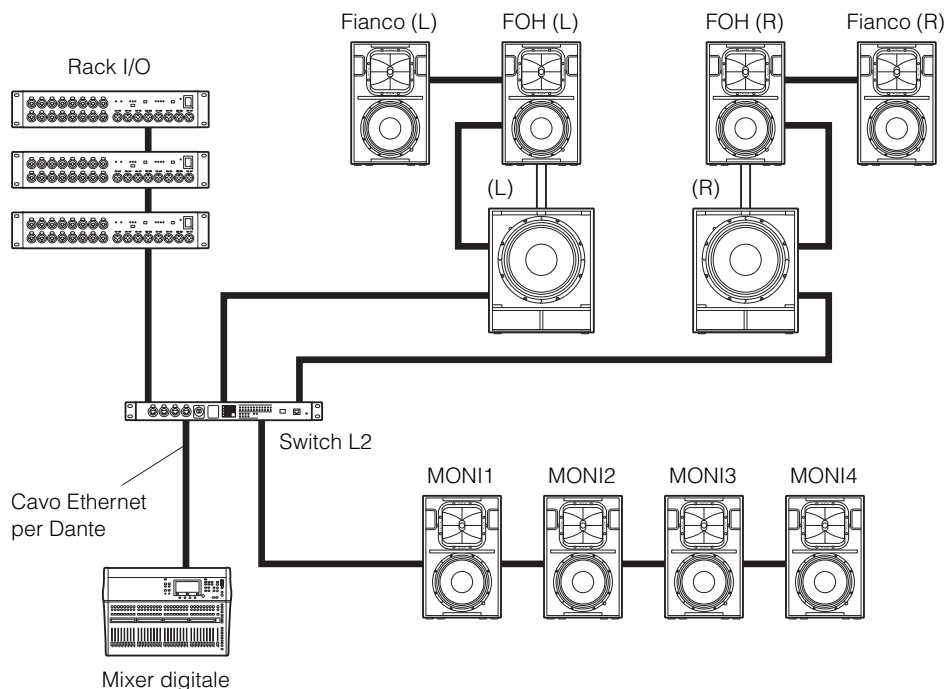 Fianco (L)
FOH (L)
FOH (R)
Fianco (R)
Rack I/O
(L)
(R)
Switch L2
Cavo Ethernet
per Dante
MONI1
MONI2
MONI3
MONI4
Mixer digitale